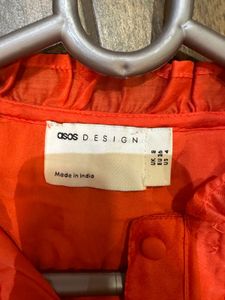 asos DESIGN
Made in India
UK 8
EU 36
US 4